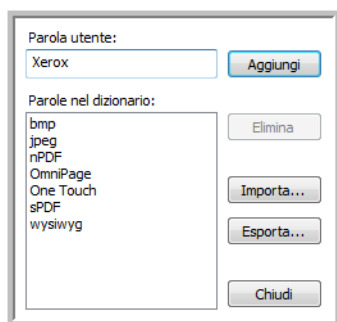 Parola utente:
Xerox
Aggiungi
Parole nel dizionario:
bmp
jpeg
nPDF
OmniPage
One Touch
sPDF
wysiwyg
Elimina
Importa...
Esporta...
Chiudi